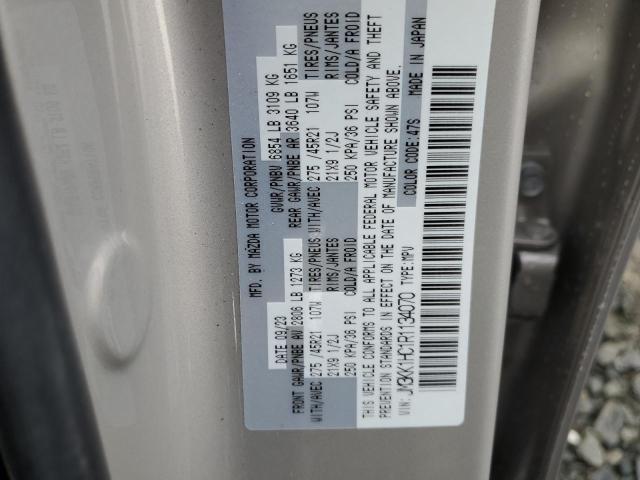 MFD. BY MAZDA MOTOR CORPORATION
DATE 09/23 GVWR/PNBV 6854 LB 3109 KG
FRONT GAWR/PNBE AV 2806 LB 1273 KG REAR GAWR/PNBE AR 3640 LB 1651 KG
WITH/AVEC 275 /45R21 107W TIRES/PNEUS WITH/AVEC 275 /45R21 107W TIRES/PNEUS
21X9 1/2J RIMS/JANTES 21X9 1/2J RIMS/JANTES
250 KPA/36 PSI COLD/A FROID 250 KPA/36 PSI COLD/A FROID
THIS VEHICLE CONFORMS TO ALL APPLICABLE FEDERAL MOTOR VEHICLE SAFETY AND THEFT
PREVENTION STANDARDS IN EFFECT ON THE DATE OF MANUFACTURE SHOWN ABOVE.
VIN: JM3KK1HC1R1134070 TYPE:MPV COLOR CODE:47S MADE IN JAPAN